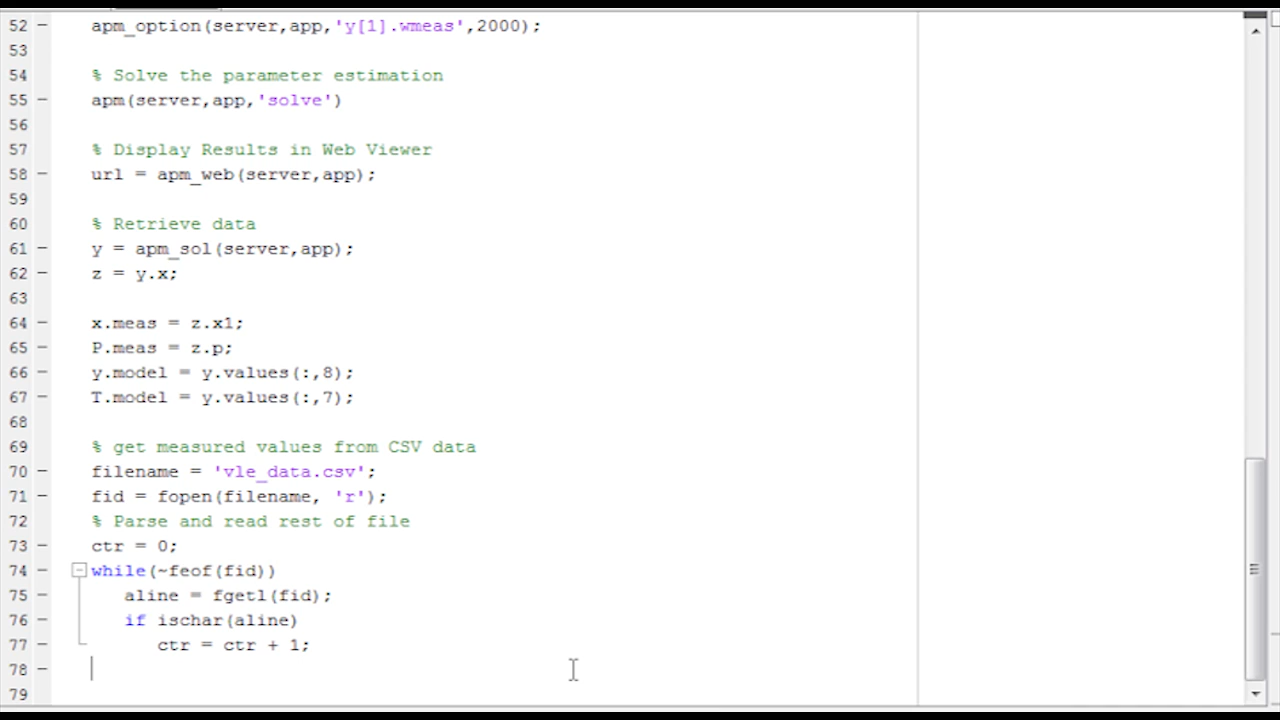 52 – apm_option(server,app,'y[1].wmeas',2000);
53
54 % Solve the parameter estimation
55 – apm(server,app,'solve')
56
57 % Display Results in Web Viewer
58 – url = apm_web(server,app);
59
60 % Retrieve data
61 – y = apm_sol(server,app);
62 – z = y.x;
63
64 – x.meas = z.x1;
65 – P.meas = z.p;
66 – y.model = y.values(:,8);
67 – T.model = y.values(:,7);
68
69 % get measured values from CSV data
70 – filename = 'vle_data.csv';
71 – fid = fopen(filename, 'r');
72 % Parse and read rest of file
73 – ctr = 0;
74 – while(~feof(fid))
75 – aline = fgetl(fid);
76 – if ischar(aline)
77 – ctr = ctr + 1;
78 –
79